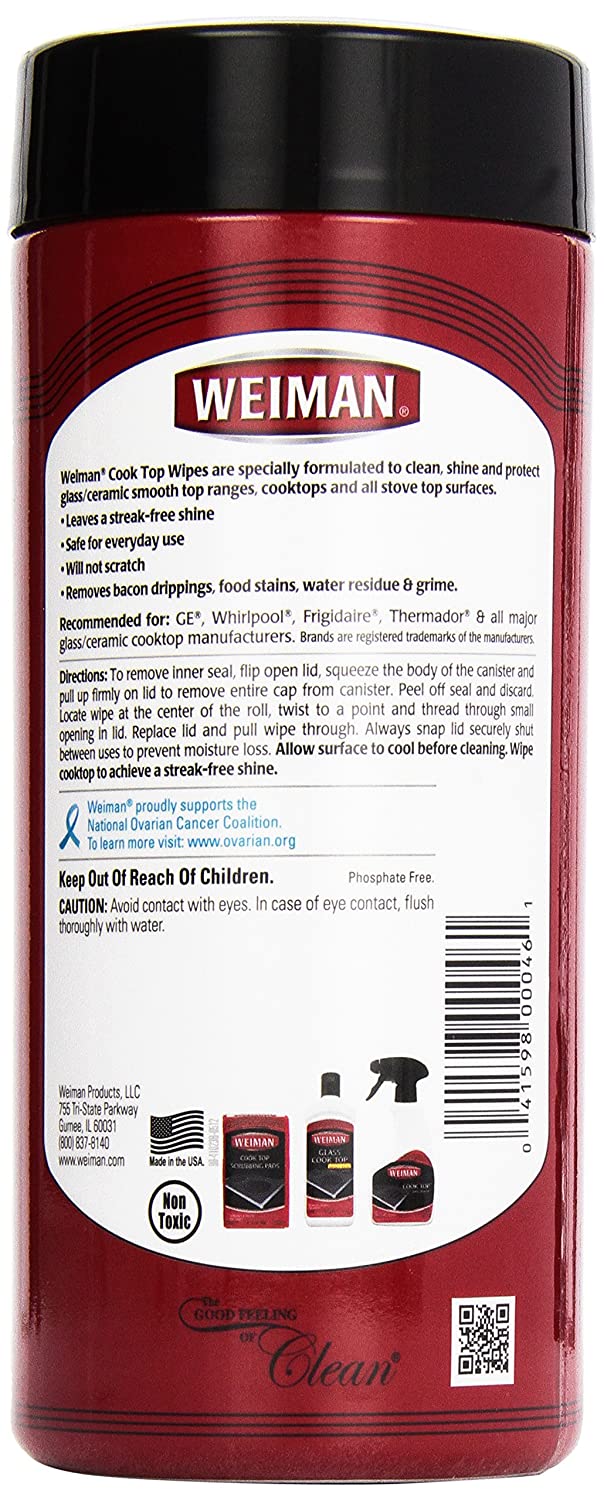 WEIMAN®
Weiman® Cook Top Wipes are specially formulated to clean, shine and protect
glass/ceramic smooth top ranges, cooktops and all stove top surfaces.
• Leaves a streak-free shine
• Safe for everyday use
• Will not scratch
• Removes bacon drippings, food stains, water residue & grime.
Recommended for: GE®, Whirlpool®, Frigidaire®, Thermador® & all major
glass/ceramic cooktop manufacturers. Brands are registered trademarks of the manufacturers.
Directions: To remove inner seal, flip open lid, squeeze the body of the canister and
pull up firmly on lid to remove entire cap from canister. Peel off seal and discard.
Locate wipe at the center of the roll, twist to a point and thread through small
opening in lid. Replace lid and pull wipe through. Always snap lid securely shut
between uses to prevent moisture loss. Allow surface to cool before cleaning. Wipe
cooktop to achieve a streak-free shine.
Weiman® proudly supports the
National Ovarian Cancer Coalition.
To learn more visit: www.ovarian.org
Keep Out Of Reach Of Children.
Phosphate Free.
CAUTION: Avoid contact with eyes. In case of eye contact, flush
thoroughly with water.
0 41598 00046 1
Weiman Products, LLC
755 Tri-State Parkway
Gurnee, IL 60031
(800) 837-8140
www.weiman.com
Made in the USA.
Non
Toxic
WEIMAN
COOK TOP
SCRUBBING PADS
WEIMAN
GLASS
COOK TOP
WEIMAN
COOK TOP
The
GOOD FEELING
OF
Clean®